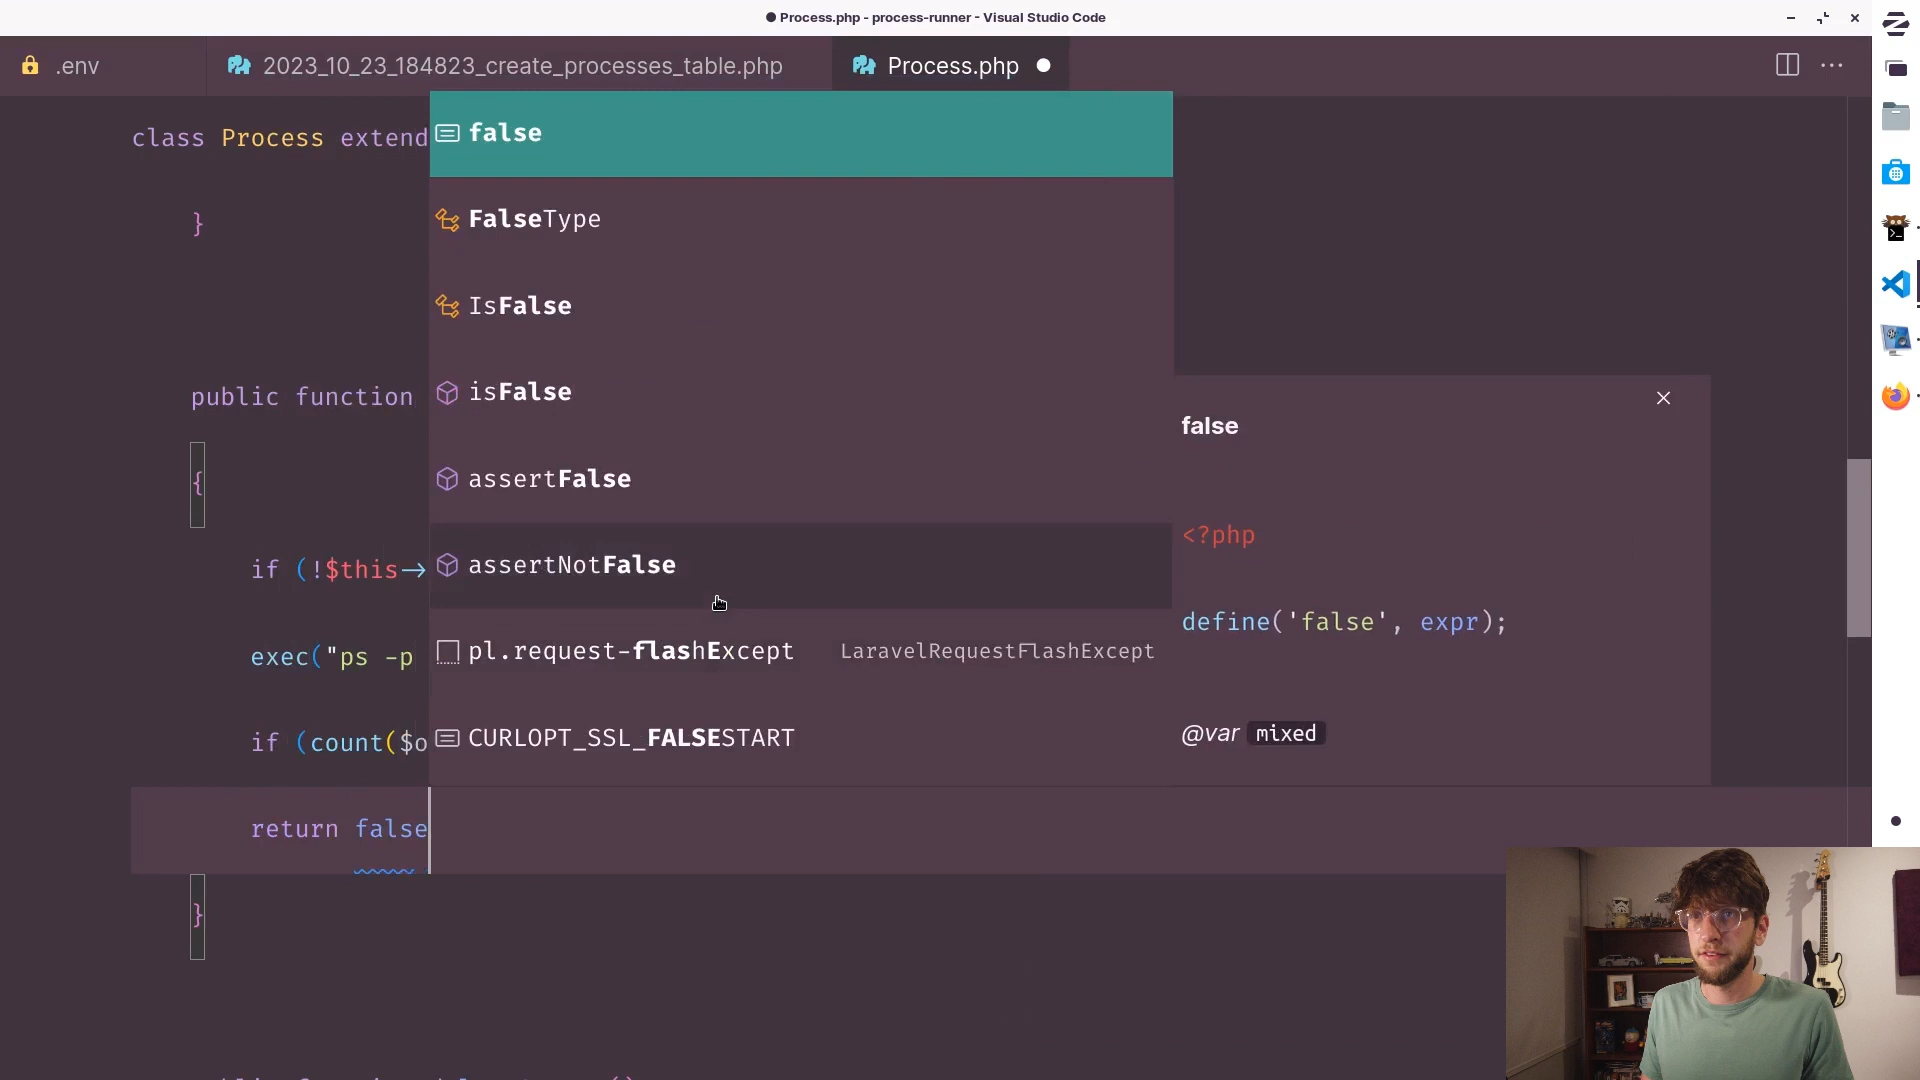 Process.php - process-runner - Visual Studio Code
.env
2023_10_23_184823_create_processes_table.php
Process.php
class Process extend
false
FalseType
}
IsFalse
isFalse
public function
false
assertFalse
{
<?php
assertNotFalse
if (!$this→
define('false', expr);
pl.request-flashExcept LaravelRequestFlashExcept
exec("ps -p
@var mixed
CURLOPT_SSL_FALSESTART
if (count($o
return false
}